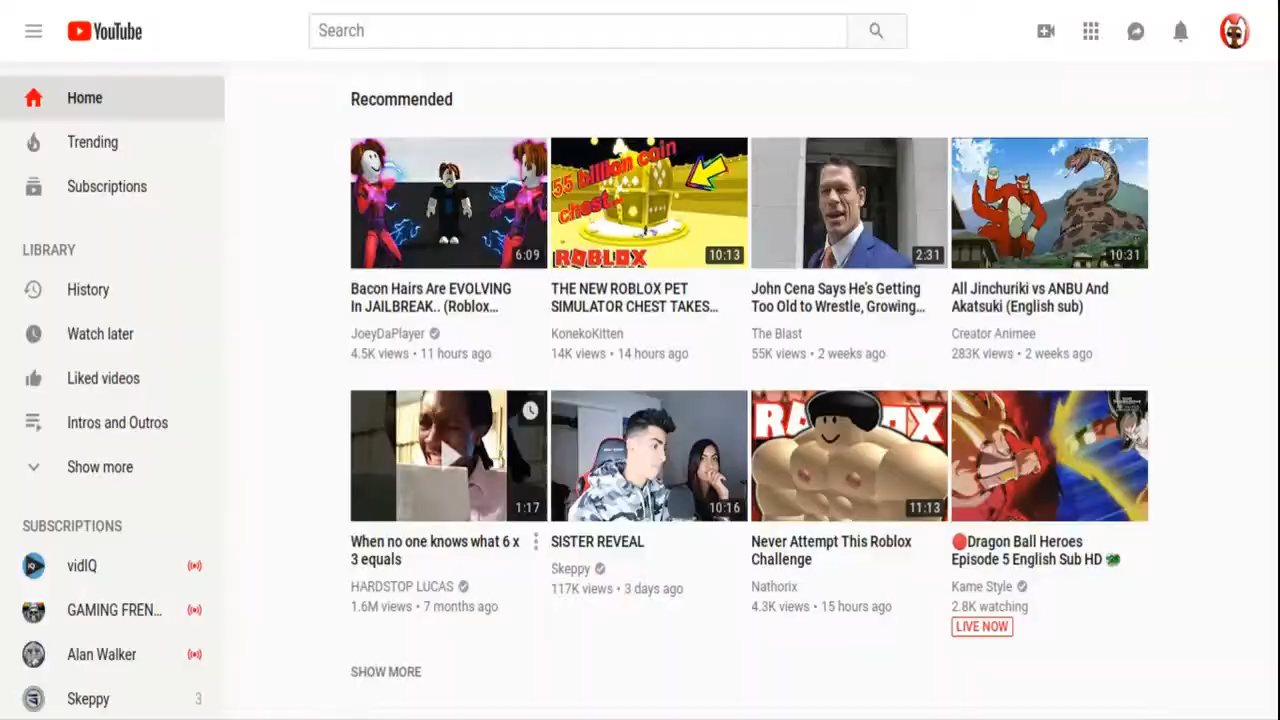 YouTube
Search
Home
Trending
Subscriptions
LIBRARY
History
Watch later
Liked videos
Intros and Outros
Show more
SUBSCRIPTIONS
vidIQ
GAMING FREN...
Alan Walker
Skeppy 3
Recommended
6:09
55 billion coin
chest...
ROBLOX
10:13
2:31
10:31
Bacon Hairs Are EVOLVING
In JAILBREAK.. (Roblox...
JoeyDaPlayer
4.5K views • 11 hours ago
THE NEW ROBLOX PET
SIMULATOR CHEST TAKES...
KonekoKitten
14K views • 14 hours ago
John Cena Says He's Getting
Too Old to Wrestle, Growing...
The Blast
55K views • 2 weeks ago
All Jinchuriki vs ANBU And
Akatsuki (English sub)
Creator Animee
283K views • 2 weeks ago
1:17
10:16
11:13
When no one knows what 6 x
3 equals
HARDSTOP LUCAS
1.6M views • 7 months ago
SISTER REVEAL
Skeppy
117K views • 3 days ago
Never Attempt This Roblox
Challenge
Nathorix
4.3K views • 15 hours ago
Dragon Ball Heroes
Episode 5 English Sub HD
Kame Style
2.8K watching
LIVE NOW
SHOW MORE